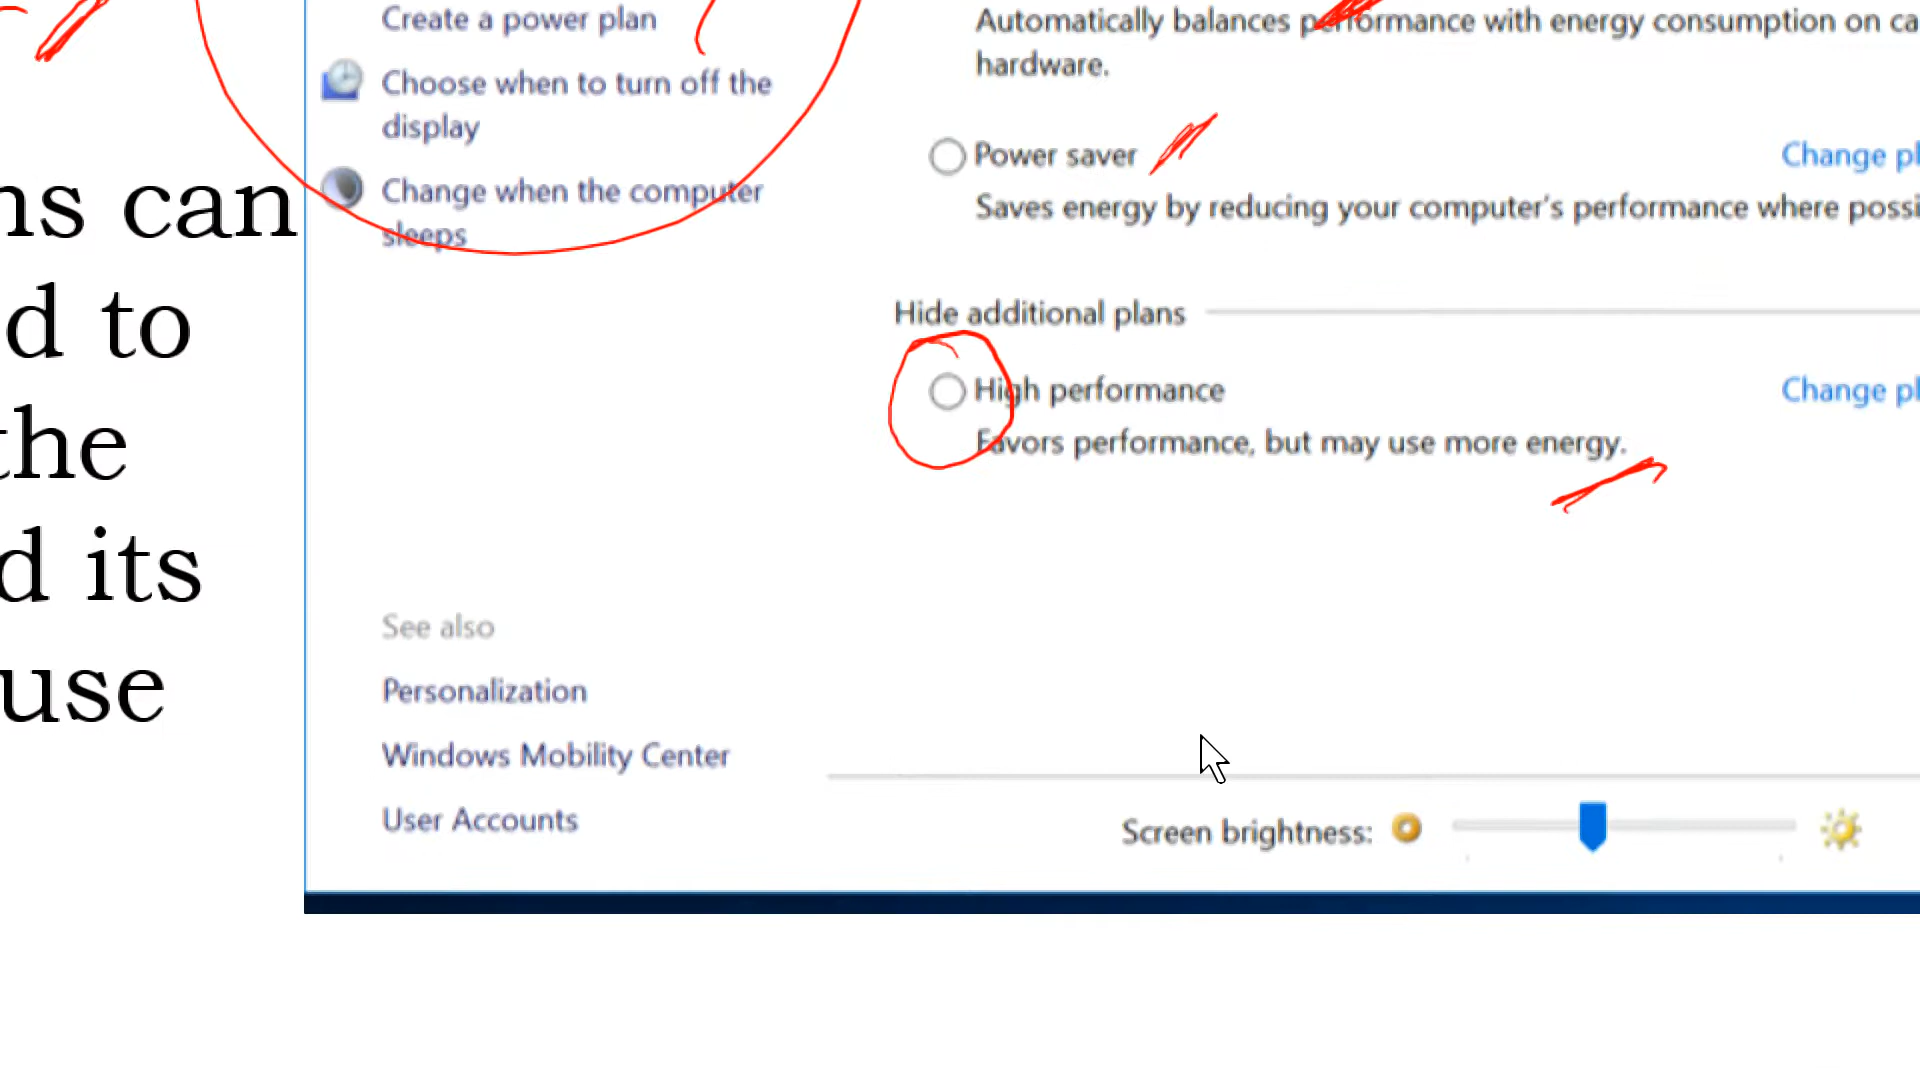 ns can
d to
the
d its
use
Create a power plan
Choose when to turn off the
display
Change when the computer
sleeps
See also
Personalization
Windows Mobility Center
User Accounts
Automatically balances performance with energy consumption on ca
hardware.
Power saver
Change pl
Saves energy by reducing your computer's performance where possi
Hide additional plans
High performance
Change pl
Favors performance, but may use more energy.
Screen brightness: